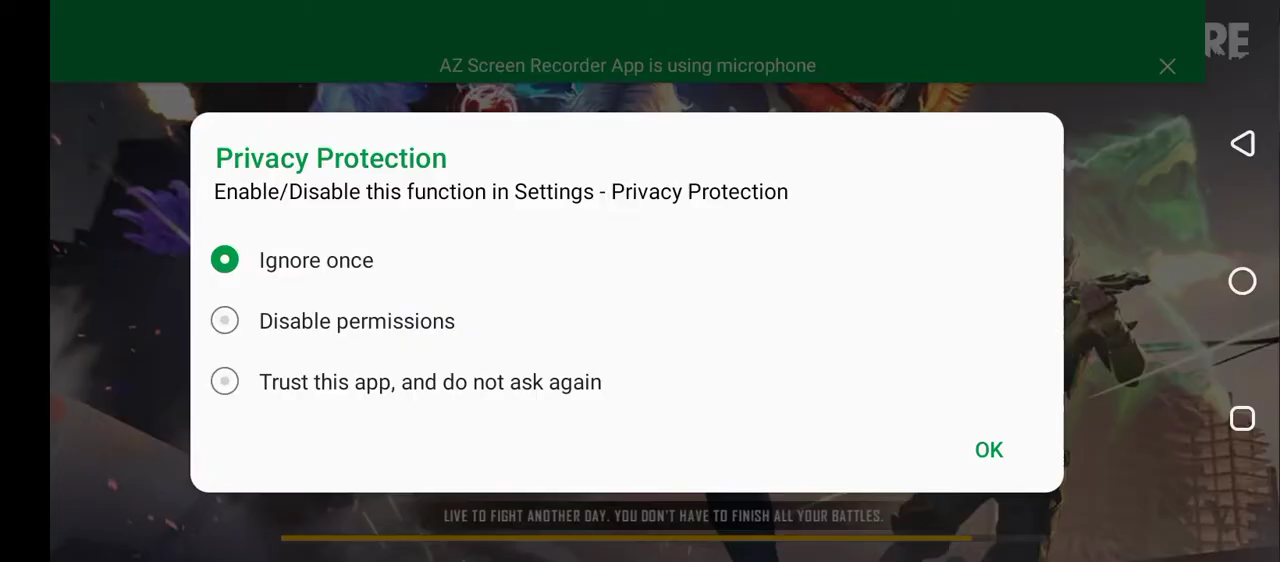 RE
AZ Screen Recorder App is using microphone
Privacy Protection
Enable/Disable this function in Settings - Privacy Protection
Ignore once
Disable permissions
Trust this app, and do not ask again
OK
LIVE TO FIGHT ANOTHER DAY. YOU DON'T HAVE TO FINISH ALL YOUR BATTLES.